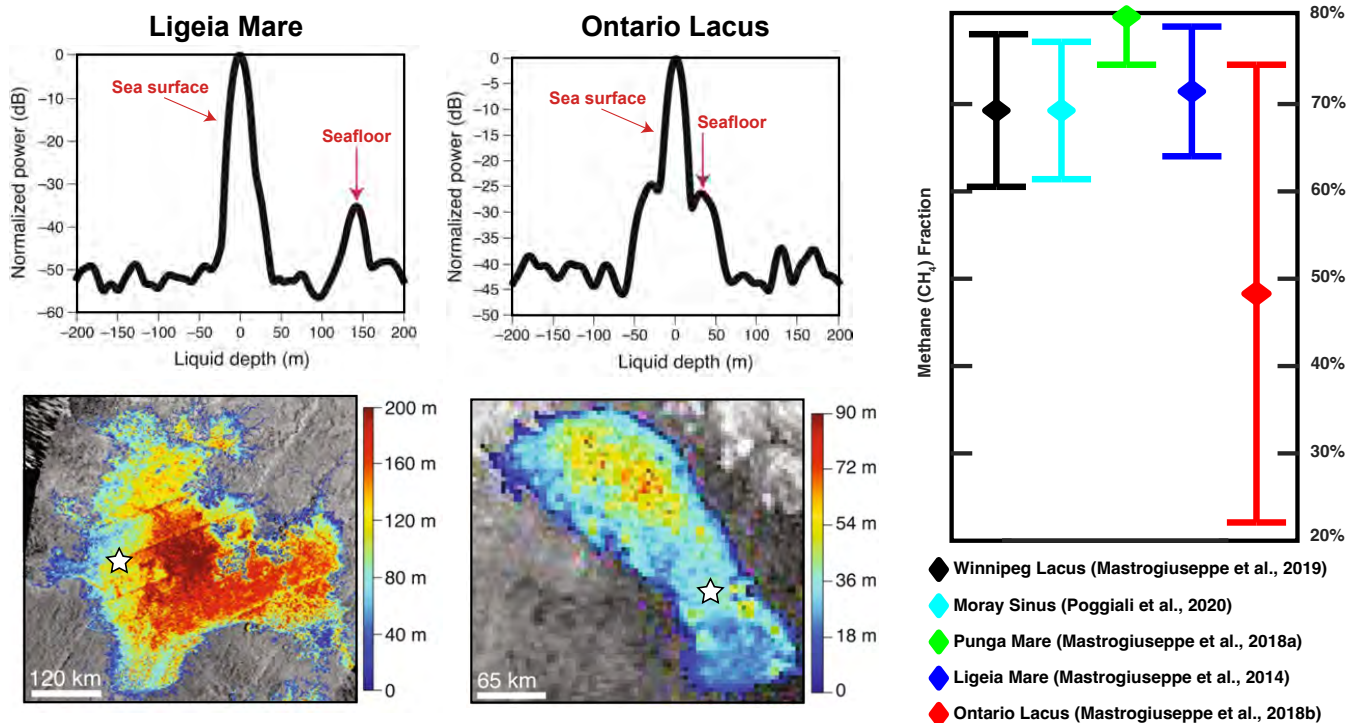 Ligeia Mare
0
−10
−20
−30
−40
−50
−60
Normalized power (dB)
Sea surface
Seafloor
−200 −150 −100 −50 0 50 100 150 200
Liquid depth (m)
Ontario Lacus
0
−5
−10
−15
−20
−25
−30
−35
−40
−45
−50
Normalized power (dB)
Sea surface
Seafloor
−200 −150 −100 −50 0 50 100 150 200
Liquid depth (m)
200 m
160 m
120 m
80 m
40 m
0
120 km
90 m
72 m
54 m
36 m
18 m
0
65 km
Methane (CH₄) Fraction
80%
70%
60%
50%
40%
30%
20%
Winnipeg Lacus (Mastrogiuseppe et al., 2019)
Moray Sinus (Poggiali et al., 2020)
Punga Mare (Mastrogiuseppe et al., 2018a)
Ligeia Mare (Mastrogiuseppe et al., 2014)
Ontario Lacus (Mastrogiuseppe et al., 2018b)